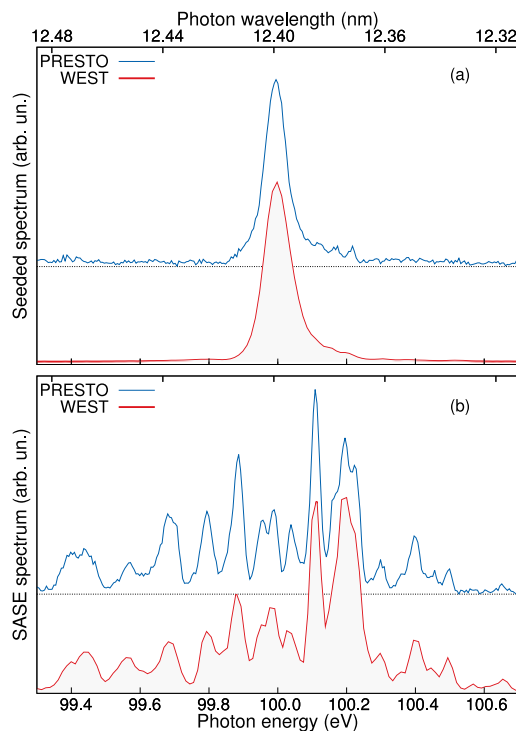 Photon wavelength (nm)
12.48 12.44 12.40 12.36 12.32
PRESTO
WEST
(a)
Seeded spectrum (arb. un.)
PRESTO
WEST
(b)
SASE spectrum (arb. un.)
99.4 99.6 99.8 100.0 100.2 100.4 100.6
Photon energy (eV)